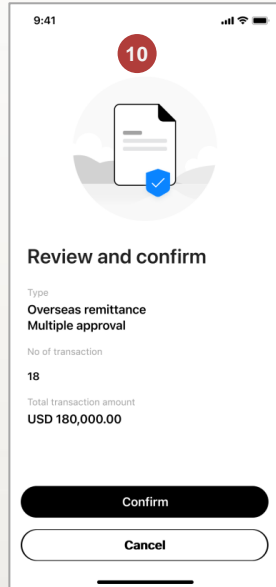 9:41
10
Review and confirm
Type
Overseas remittance
Multiple approval
No of transaction
18
Total transaction amount
USD 180,000.00
Confirm
Cancel